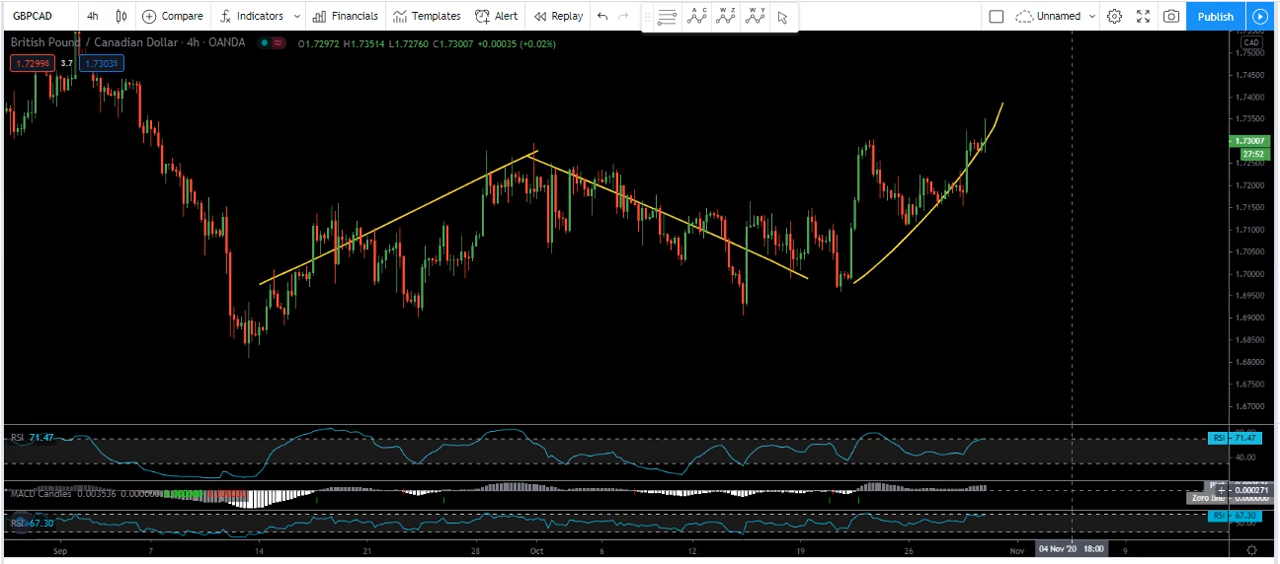 GBPCAD 4h Compare Indicators Financials Templates Alert Replay A C W Z W Y Unnamed Publish
British Pound / Canadian Dollar · 4h · OANDA O1.72972 H1.73514 L1.72760 C1.73007 +0.00035 (+0.02%)
CAD
1.72998 3.7 1.73035
1.75000
1.74500
1.74000
1.73500
1.73007
27:52
1.72500
1.72000
1.71500
1.71000
1.70500
1.70000
1.69500
1.69000
1.68500
1.68000
1.67500
1.67000
RSI 71.47 RSI 71.47
40.00
MACD Candles 0.003536 0.000271
Zero line 0.000000
RSI 67.30 RSI 67.30
Sep 7 14 21 28 Oct 6 12 19 26 Nov 04 Nov '20 18:00 9